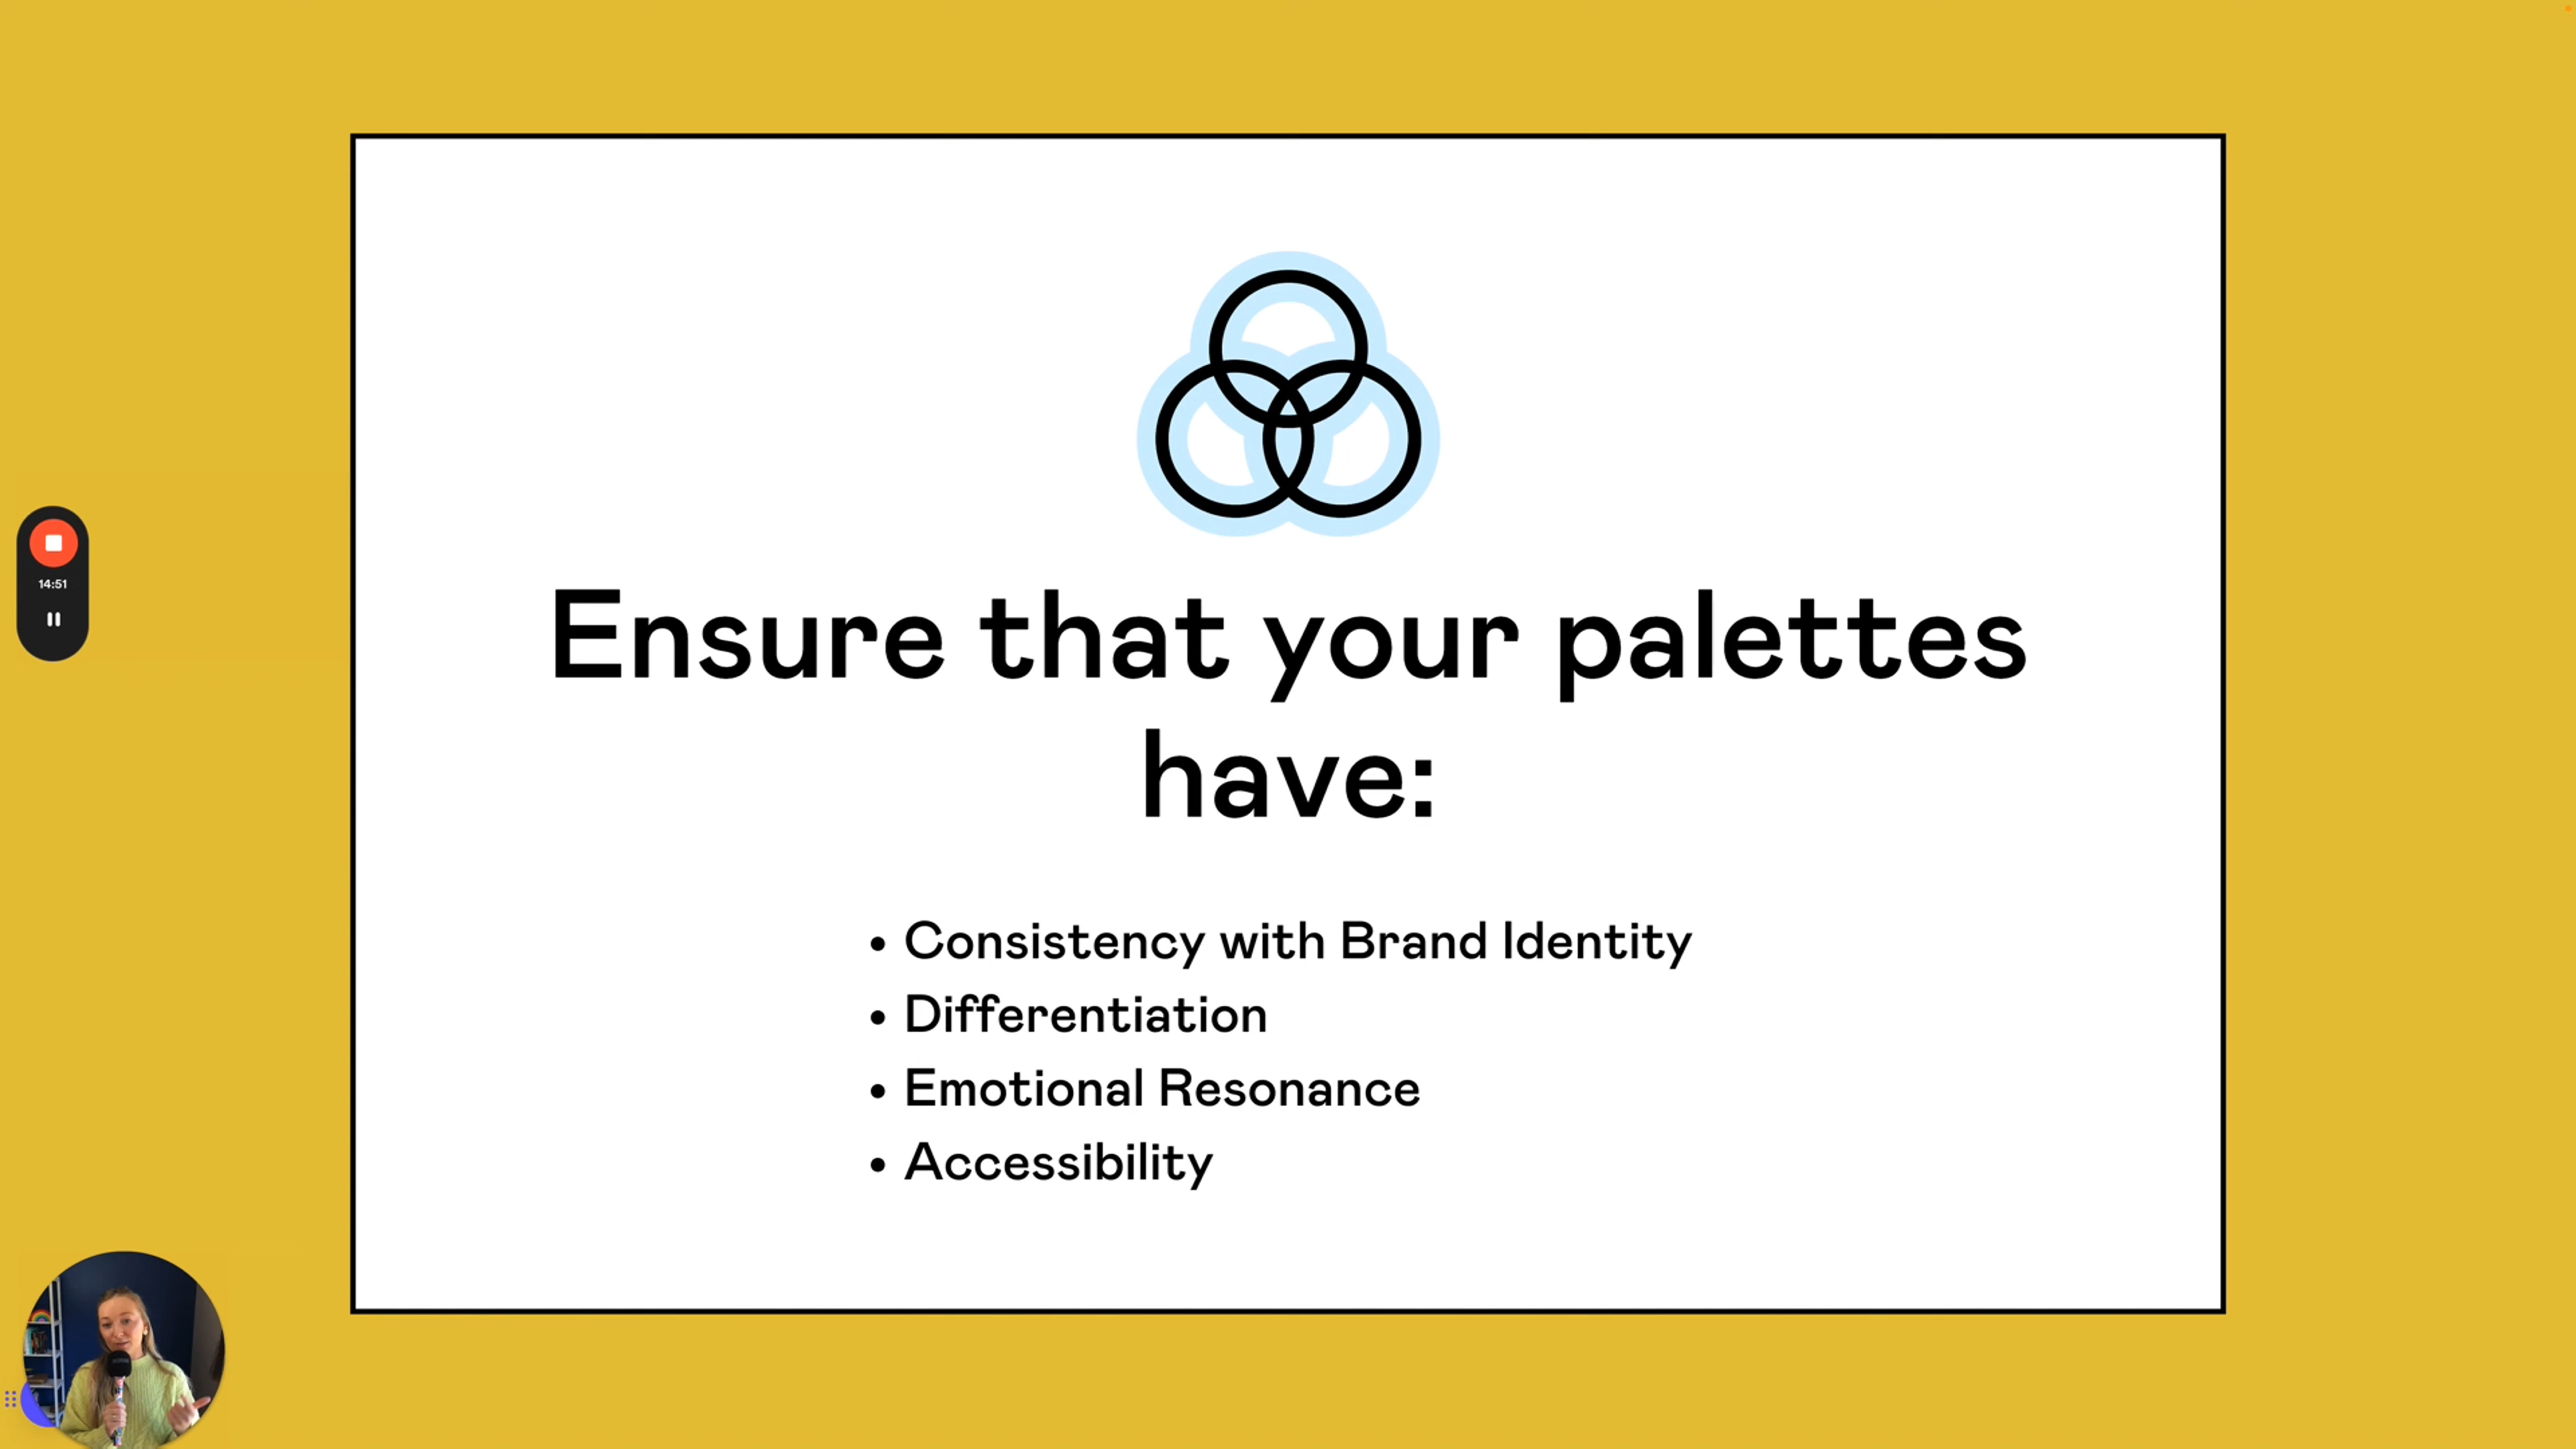 14:51
Ensure that your palettes
have:
• Consistency with Brand Identity
• Differentiation
• Emotional Resonance
• Accessibility